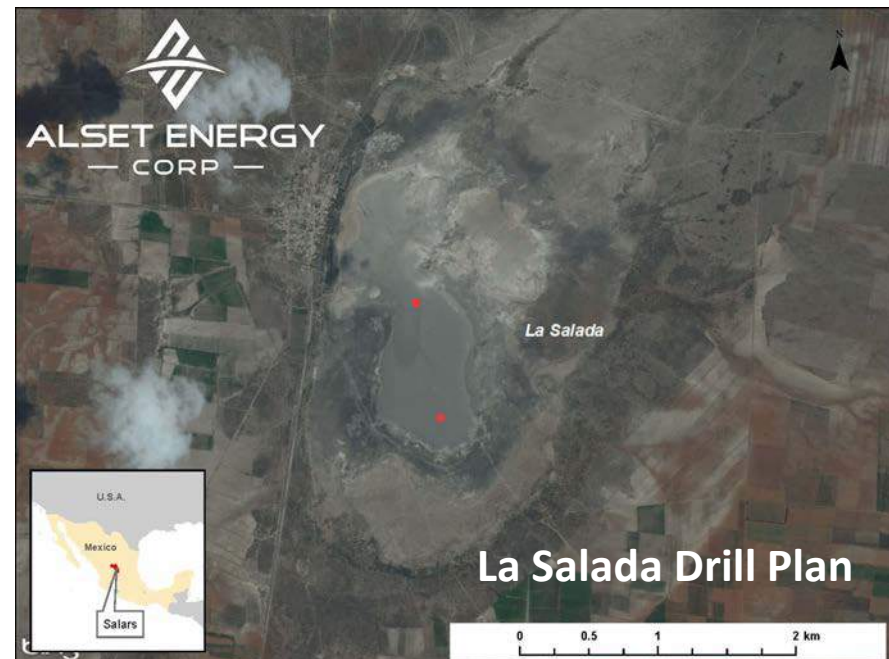 N
ALSET ENERGY
— CORP —
La Salada
U.S.A.
Mexico
Salars
La Salada Drill Plan
0 0.5 1 2 km